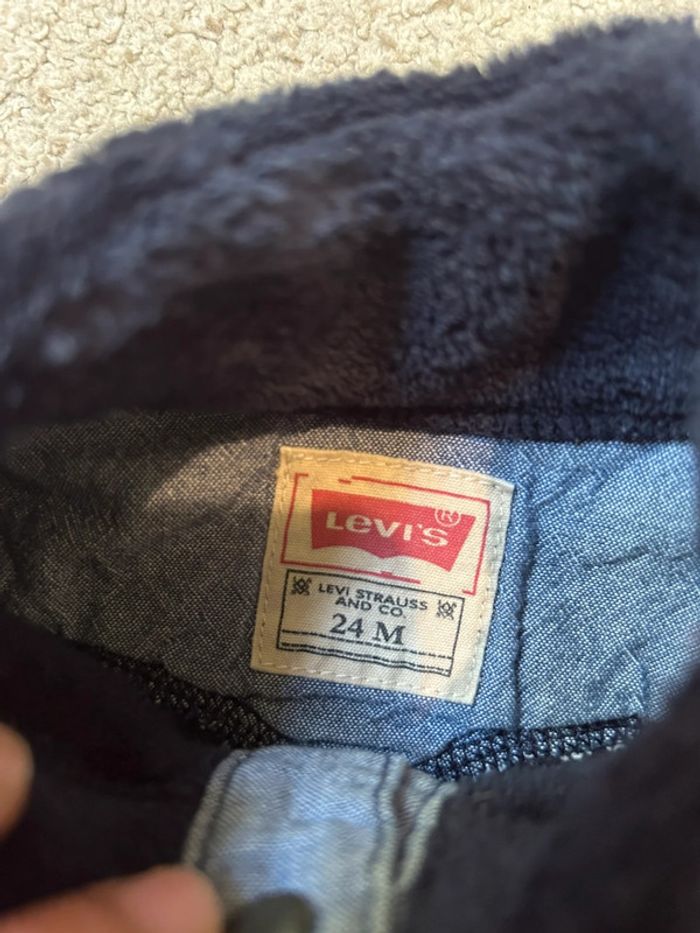 Levi's®
LEVI STRAUSS
AND CO.
24 M